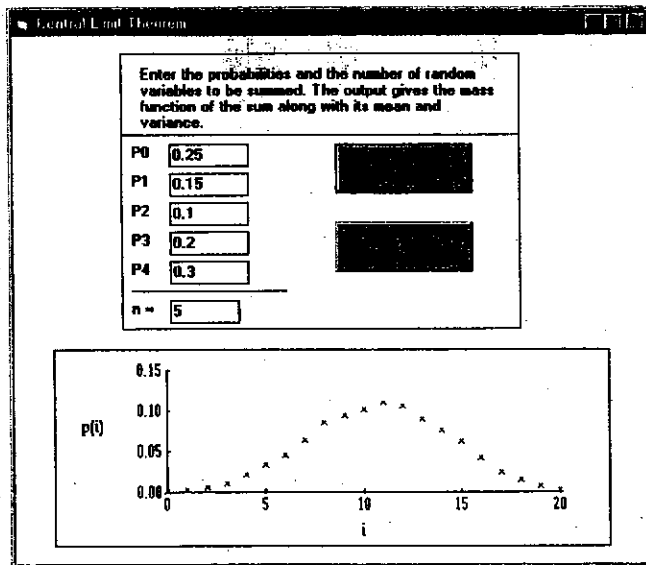 Central Limit Theorem
Enter the probabilities and the number of random
variables to be summed. The output gives the mass
function of the sum along with its mean and
variance.
P0 0.25
P1 0.15
P2 0.1
P3 0.2
P4 0.3
n = 5
0.15
0.10
p(i)
0.05
0.00
0 5 10 15 20
i